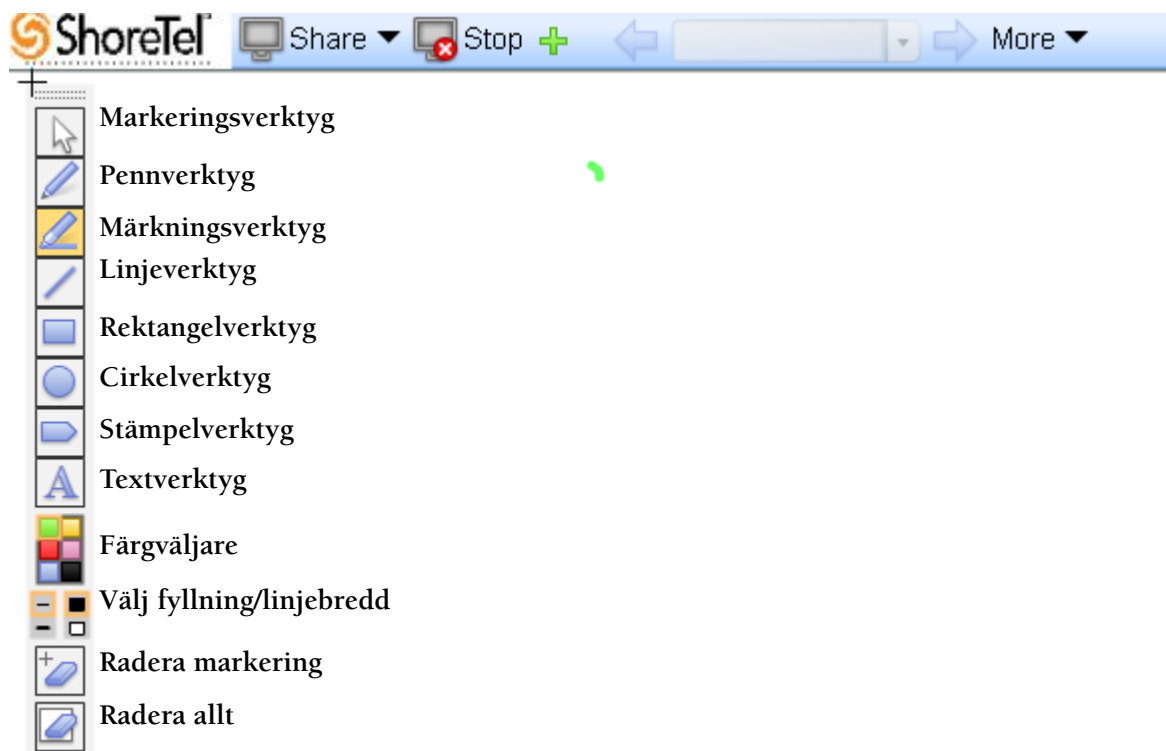 ShoreTel Share Stop More
Markeringsverktyg
Pennverktyg
Märkningsverktyg
Linjeverktyg
Rektangelverktyg
Cirkelverktyg
Stämpelverktyg
Textverktyg
Färgväljare
Välj fyllning/linjebredd
Radera markering
Radera allt